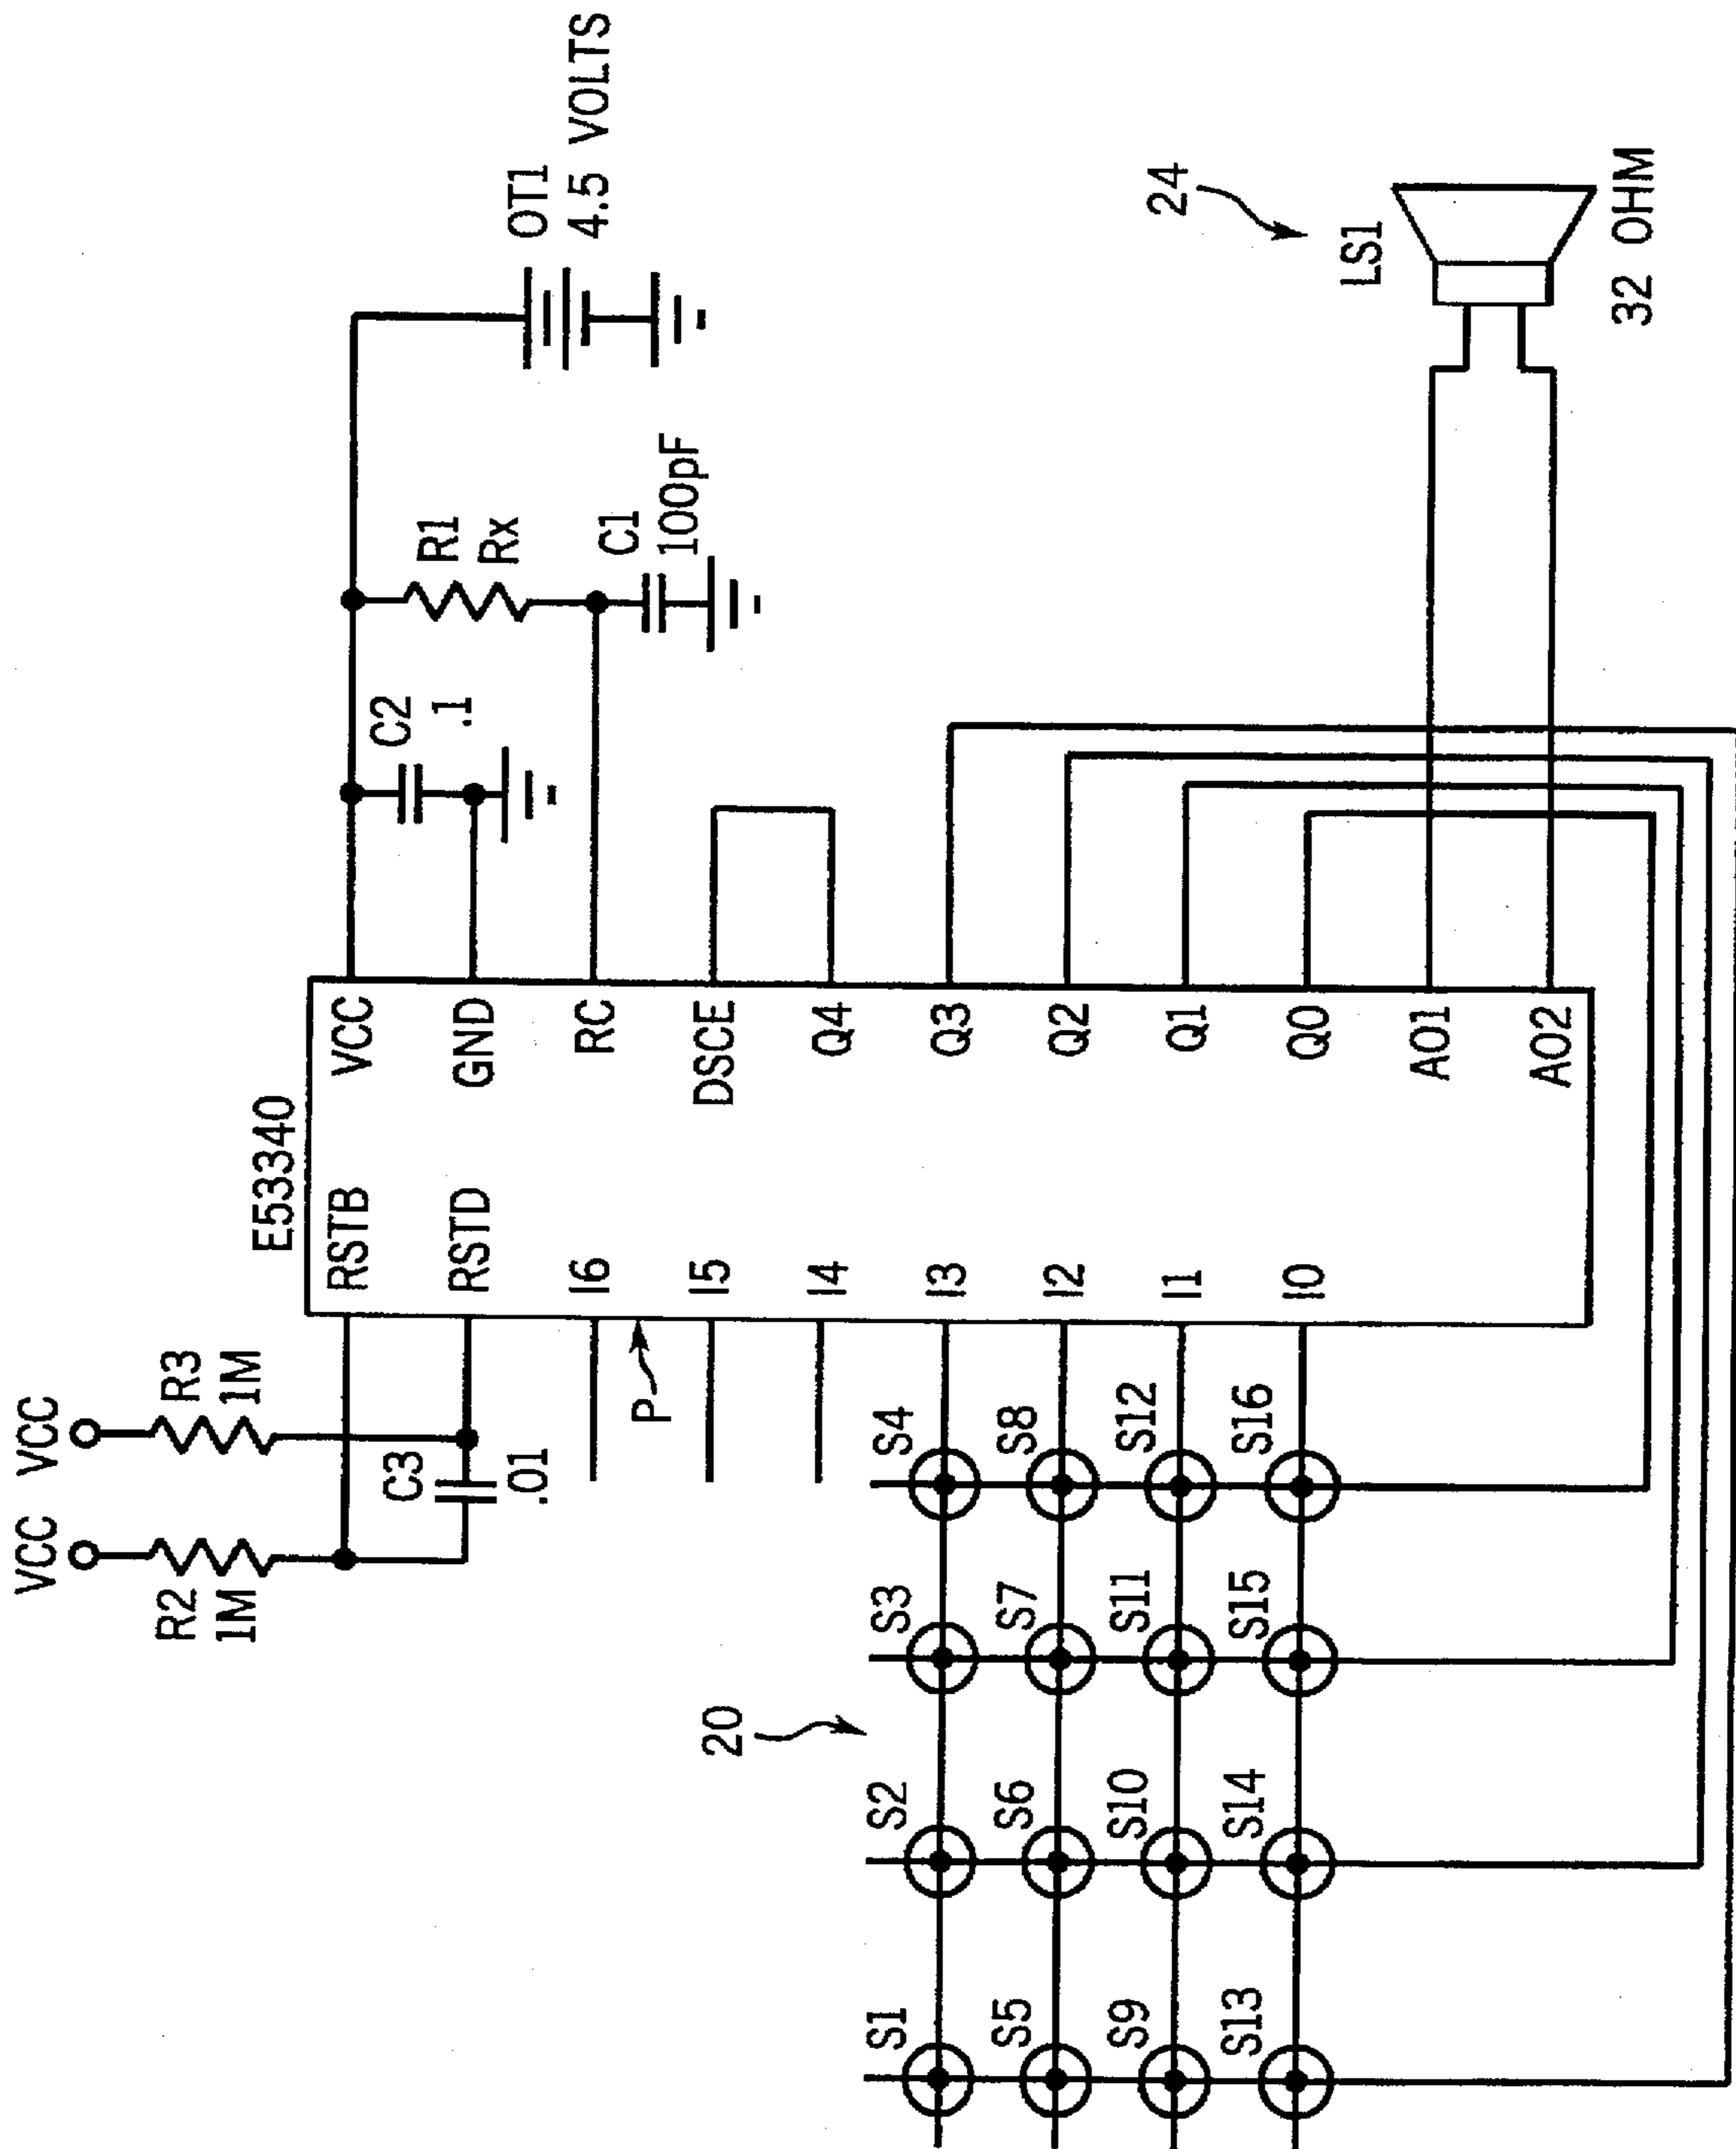 VCC
VCC
R2
1M
R3
1M
C3
.01
E53340
RSTB
RSTD
I6
I5
I4
I3
I2
I1
I0
VCC
GND
RC
DSCE
Q4
Q3
Q2
Q1
Q0
AO1
AO2
P
C2
.1
R1
Rx
C1
100pF
OT1
4.5 VOLTS
20
S1
S2
S3
S4
S5
S6
S7
S8
S9
S10
S11
S12
S13
S14
S15
S16
24
LS1
32 OHM